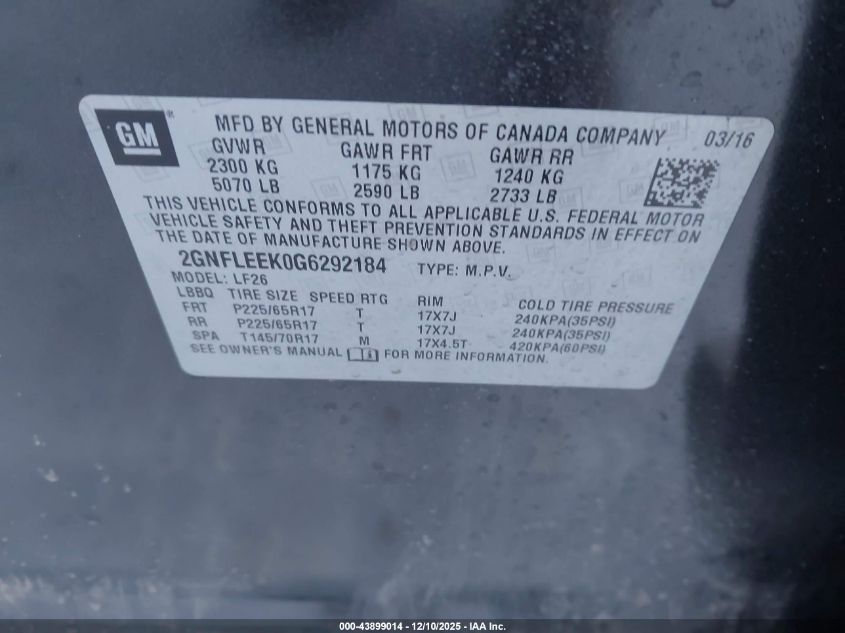 GM®
MFD BY GENERAL MOTORS OF CANADA COMPANY 03/16
GVWR GAWR FRT GAWR RR
2300 KG 1175 KG 1240 KG
5070 LB 2590 LB 2733 LB
THIS VEHICLE CONFORMS TO ALL APPLICABLE U.S. FEDERAL MOTOR
VEHICLE SAFETY AND THEFT PREVENTION STANDARDS IN EFFECT ON
THE DATE OF MANUFACTURE SHOWN ABOVE.
2GNFLEEK0G6292184 TYPE: M.P.V.
MODEL: LF26
LBBQ TIRE SIZE SPEED RTG RIM COLD TIRE PRESSURE
FRT P225/65R17 T 17X7J 240KPA(35PSI)
RR P225/65R17 T 17X7J 240KPA(35PSI)
SPA T145/70R17 M 17X4.5T 420KPA(60PSI)
SEE OWNER'S MANUAL FOR MORE INFORMATION.
000-43899014 - 12/10/2025 - IAA Inc.